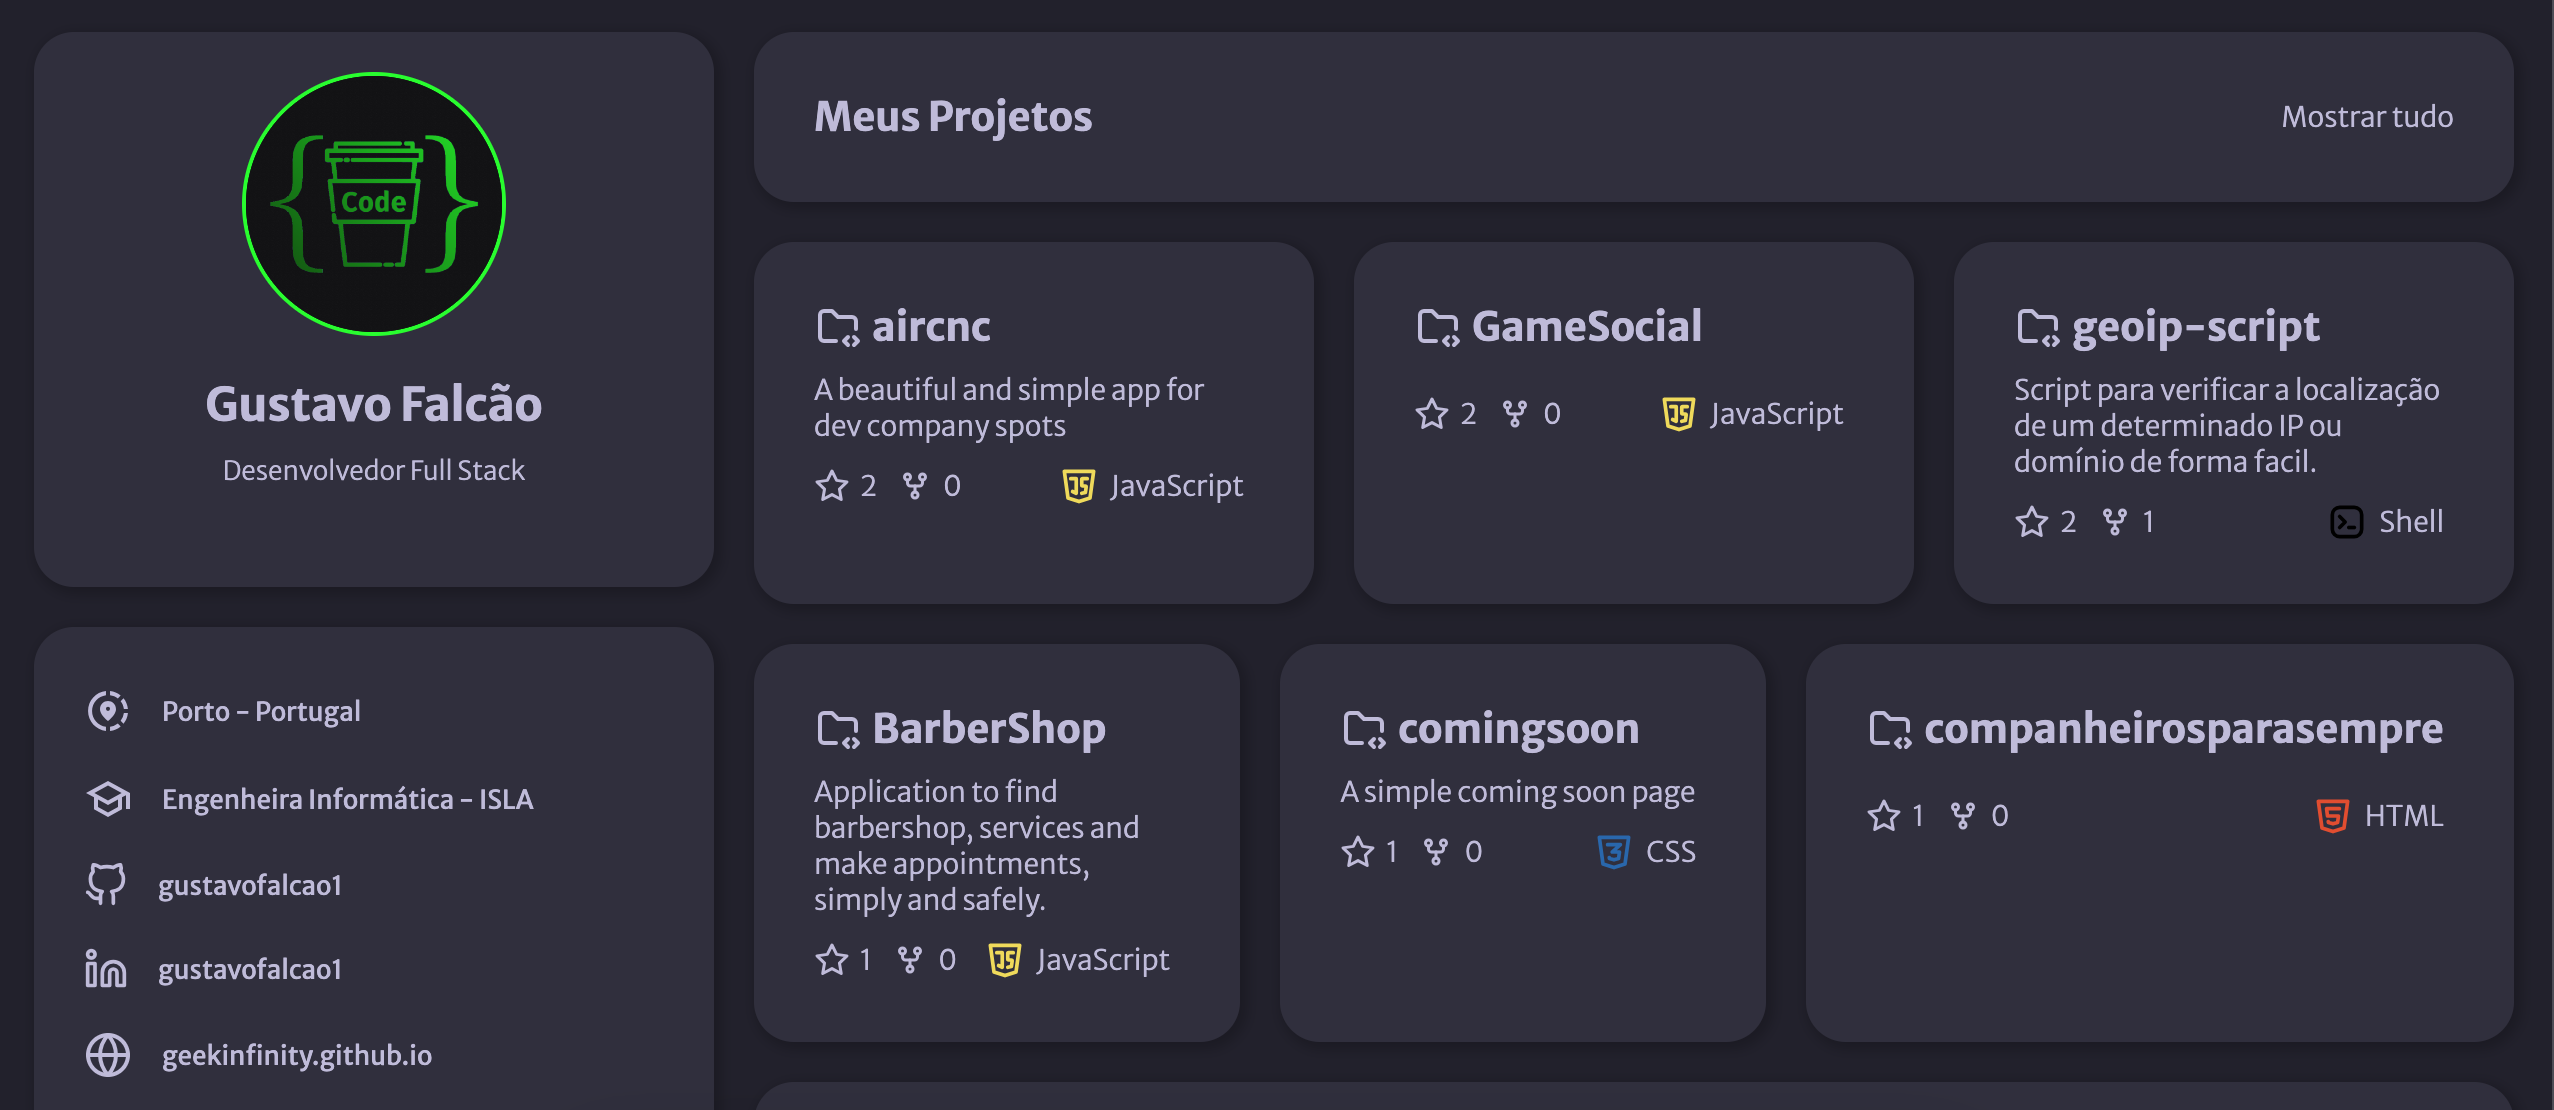 Code
Gustavo Falcão
Desenvolvedor Full Stack
Porto - Portugal
Engenheira Informática - ISLA
gustavofalcao1
gustavofalcao1
geekinfinity.github.io
Meus Projetos
Mostrar tudo
aircnc
A beautiful and simple app for
dev company spots
2 0 JavaScript
GameSocial
2 0 JavaScript
geoip-script
Script para verificar a localização
de um determinado IP ou
domínio de forma facil.
2 1 Shell
BarberShop
Application to find
barbershop, services and
make appointments,
simply and safely.
1 0 JavaScript
comingsoon
A simple coming soon page
1 0 CSS
companheirosparasempre
1 0 HTML